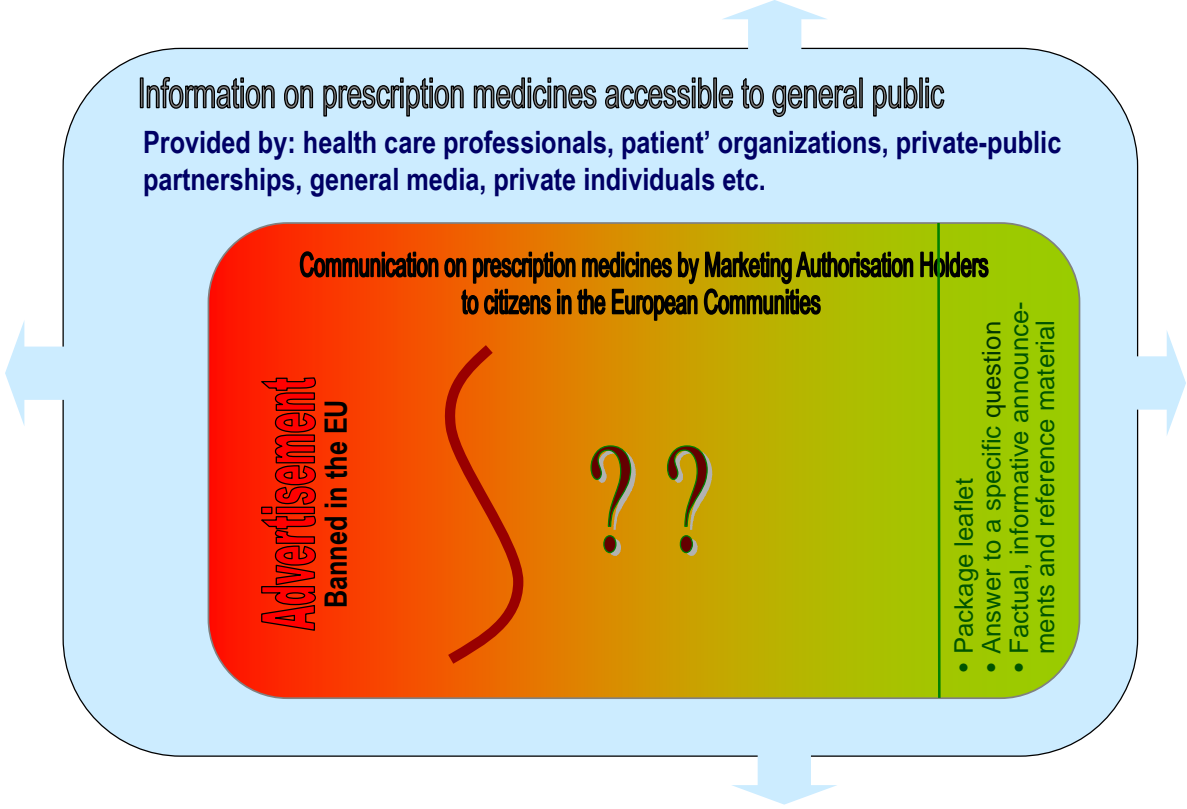 Information on prescription medicines accessible to general public
Provided by: health care professionals, patient' organizations, private-public
partnerships, general media, private individuals etc.
Communication on prescription medicines by Marketing Authorisation Holders
to citizens in the European Communities
Advertisement
Banned in the EU
? ?
• Package leaflet
• Answer to a specific question
• Factual, informative announce-
ments and reference material